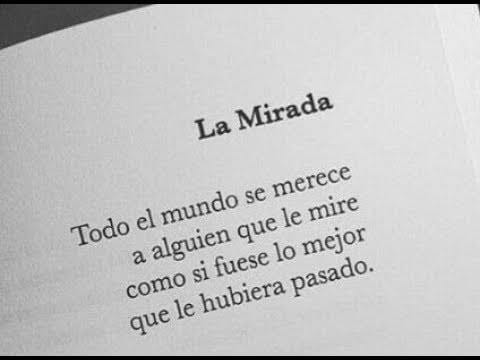 La Mirada
Todo el mundo se merece
a alguien que le mire
como si fuese lo mejor
que le hubiera pasado.